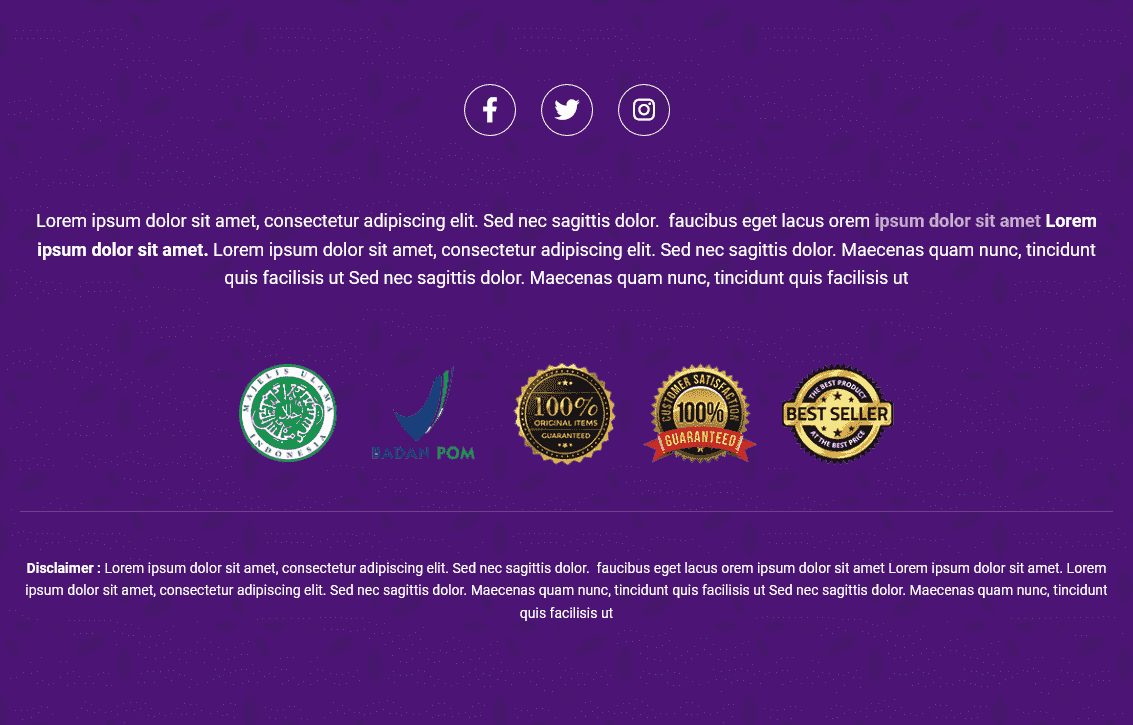 Lorem ipsum dolor sit amet, consectetur adipiscing elit. Sed nec sagittis dolor.  faucibus eget lacus orem ipsum dolor sit amet Lorem
ipsum dolor sit amet. Lorem ipsum dolor sit amet, consectetur adipiscing elit. Sed nec sagittis dolor. Maecenas quam nunc, tincidunt
quis facilisis ut Sed nec sagittis dolor. Maecenas quam nunc, tincidunt quis facilisis ut
MAJELIS ULAMA
حلال
INDONESIA
BADAN POM
100%
ORIGINAL ITEMS
GUARANTEED
CUSTOMER SATISFACTION
100%
GUARANTEED
THE BEST PRODUCT
BEST SELLER
AT THE BEST PRICE
Disclaimer : Lorem ipsum dolor sit amet, consectetur adipiscing elit. Sed nec sagittis dolor.  faucibus eget lacus orem ipsum dolor sit amet Lorem ipsum dolor sit amet. Lorem
ipsum dolor sit amet, consectetur adipiscing elit. Sed nec sagittis dolor. Maecenas quam nunc, tincidunt quis facilisis ut Sed nec sagittis dolor. Maecenas quam nunc, tincidunt
quis facilisis ut